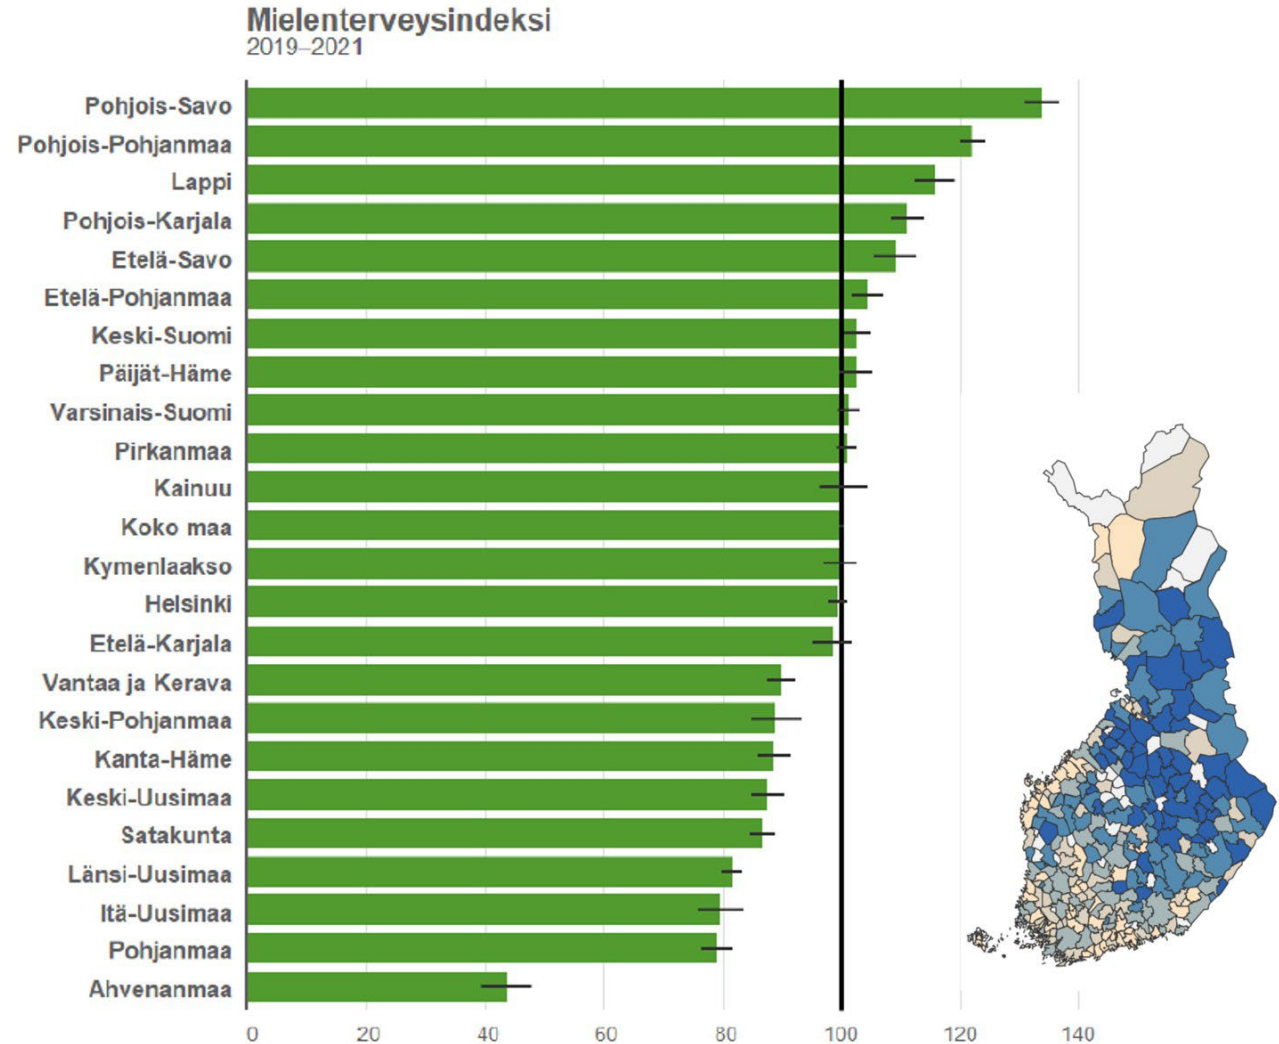 Mielenterveysindeksi
2019–2021
Pohjois-Savo
Pohjois-Pohjanmaa
Lappi
Pohjois-Karjala
Etelä-Savo
Etelä-Pohjanmaa
Keski-Suomi
Päijät-Häme
Varsinais-Suomi
Pirkanmaa
Kainuu
Koko maa
Kymenlaakso
Helsinki
Etelä-Karjala
Vantaa ja Kerava
Keski-Pohjanmaa
Kanta-Häme
Keski-Uusimaa
Satakunta
Länsi-Uusimaa
Itä-Uusimaa
Pohjanmaa
Ahvenanmaa
0 20 40 60 80 100 120 140